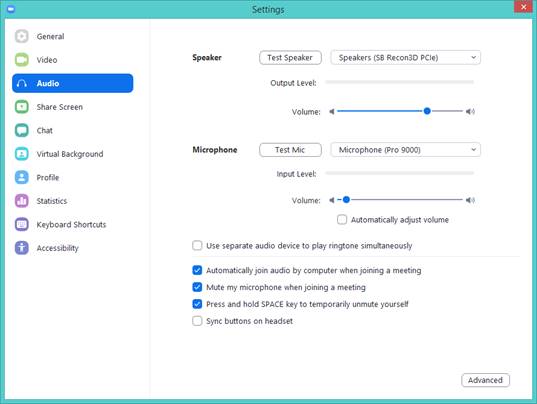 Settings
General
Video
Audio
Share Screen
Chat
Virtual Background
Profile
Statistics
Keyboard Shortcuts
Accessibility
Speaker Test Speaker Speakers (SB Recon3D PCIe)
Output Level:
Volume:
Microphone Test Mic Microphone (Pro 9000)
Input Level:
Volume:
Automatically adjust volume
Use separate audio device to play ringtone simultaneously
Automatically join audio by computer when joining a meeting
Mute my microphone when joining a meeting
Press and hold SPACE key to temporarily unmute yourself
Sync buttons on headset
Advanced